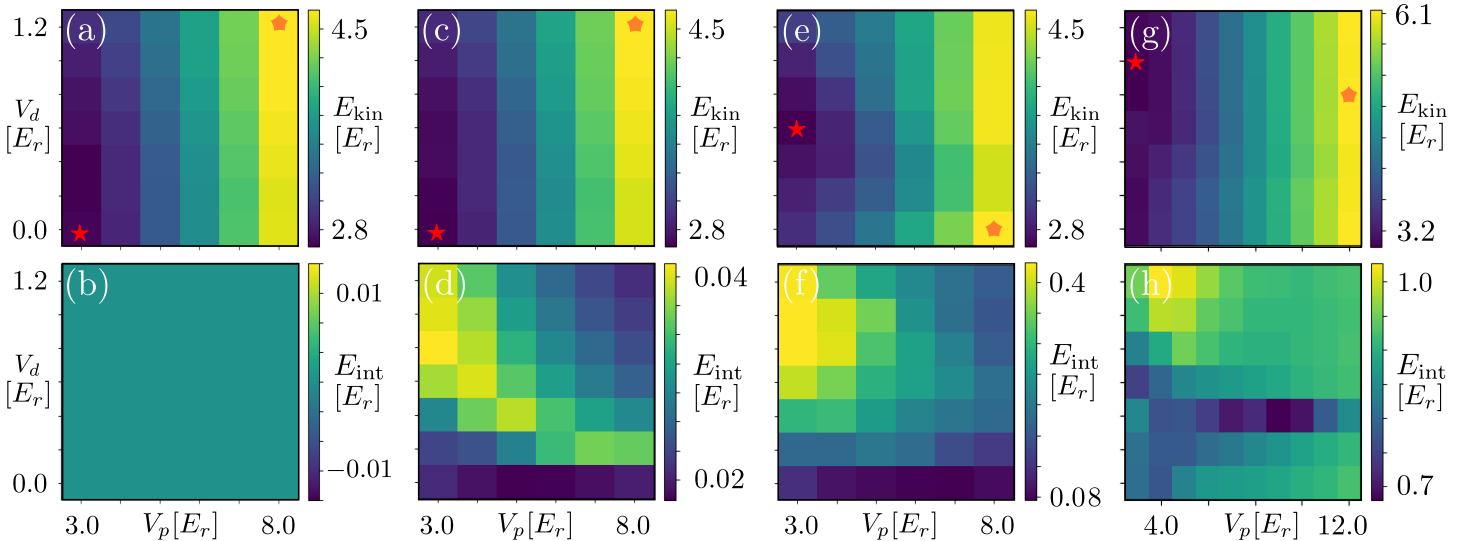 (a)
1.2
V_d
[E_r]
0.0
4.5
E_kin
[E_r]
2.8
(c)
4.5
E_kin
[E_r]
2.8
(e)
4.5
E_kin
[E_r]
2.8
(g)
6.1
E_kin
[E_r]
3.2
(b)
1.2
V_d
[E_r]
0.0
3.0
V_p[E_r]
8.0
0.01
E_int
[E_r]
−0.01
(d)
0.04
E_int
[E_r]
0.02
3.0
V_p[E_r]
8.0
(f)
0.4
E_int
[E_r]
0.08
3.0
V_p[E_r]
8.0
(h)
1.0
E_int
[E_r]
0.7
4.0
V_p[E_r]
12.0